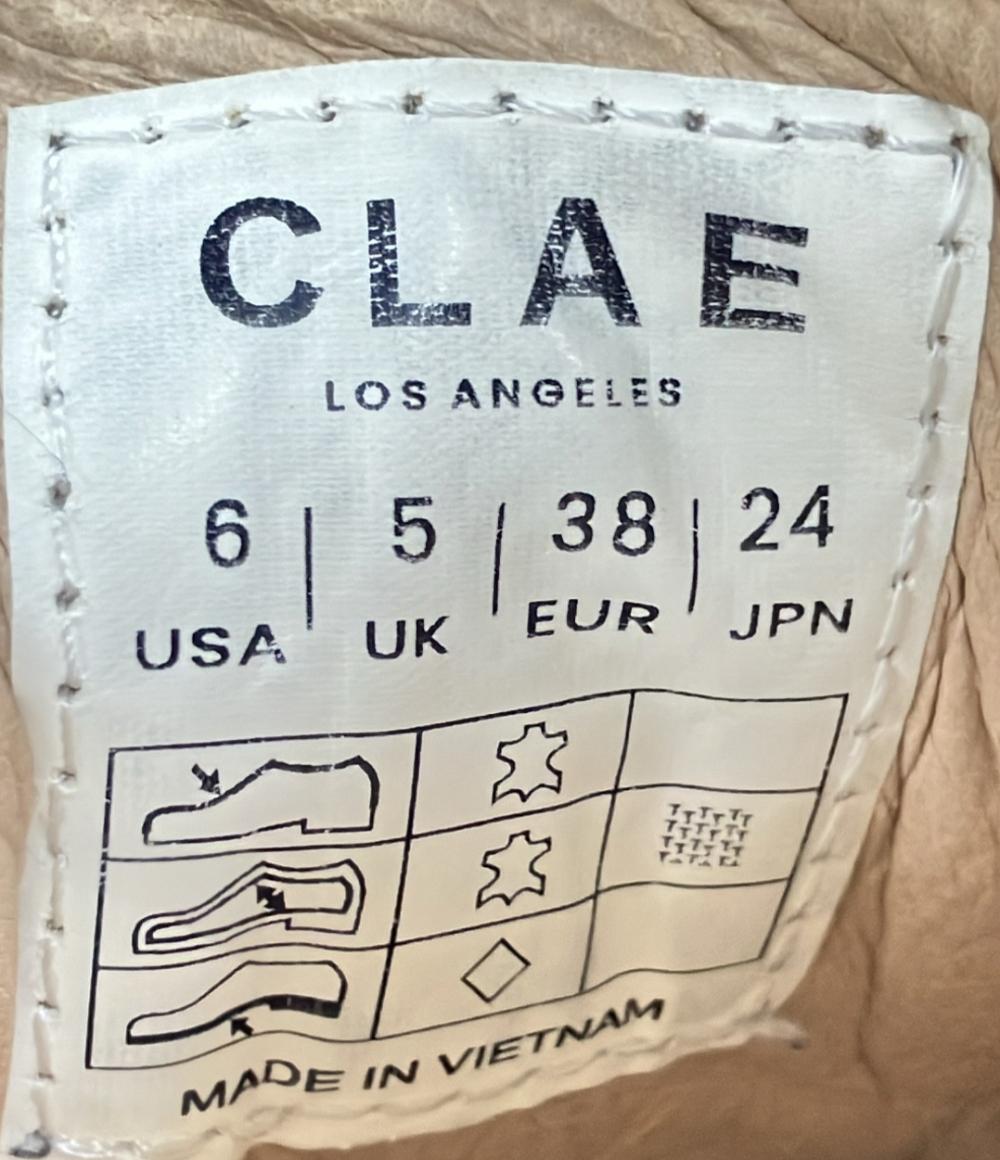 CLAE
LOS ANGELES
6 | 5 | 38 | 24
USA UK EUR JPN
MADE IN VIETNAM